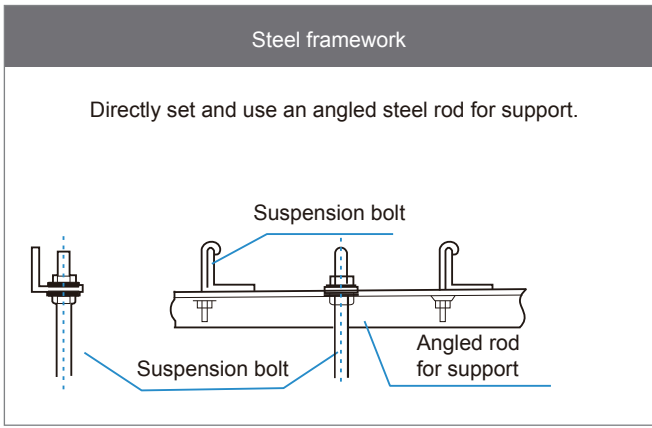 Steel framework
Directly set and use an angled steel rod for support.
Suspension bolt
Suspension bolt
Angled rod
for support